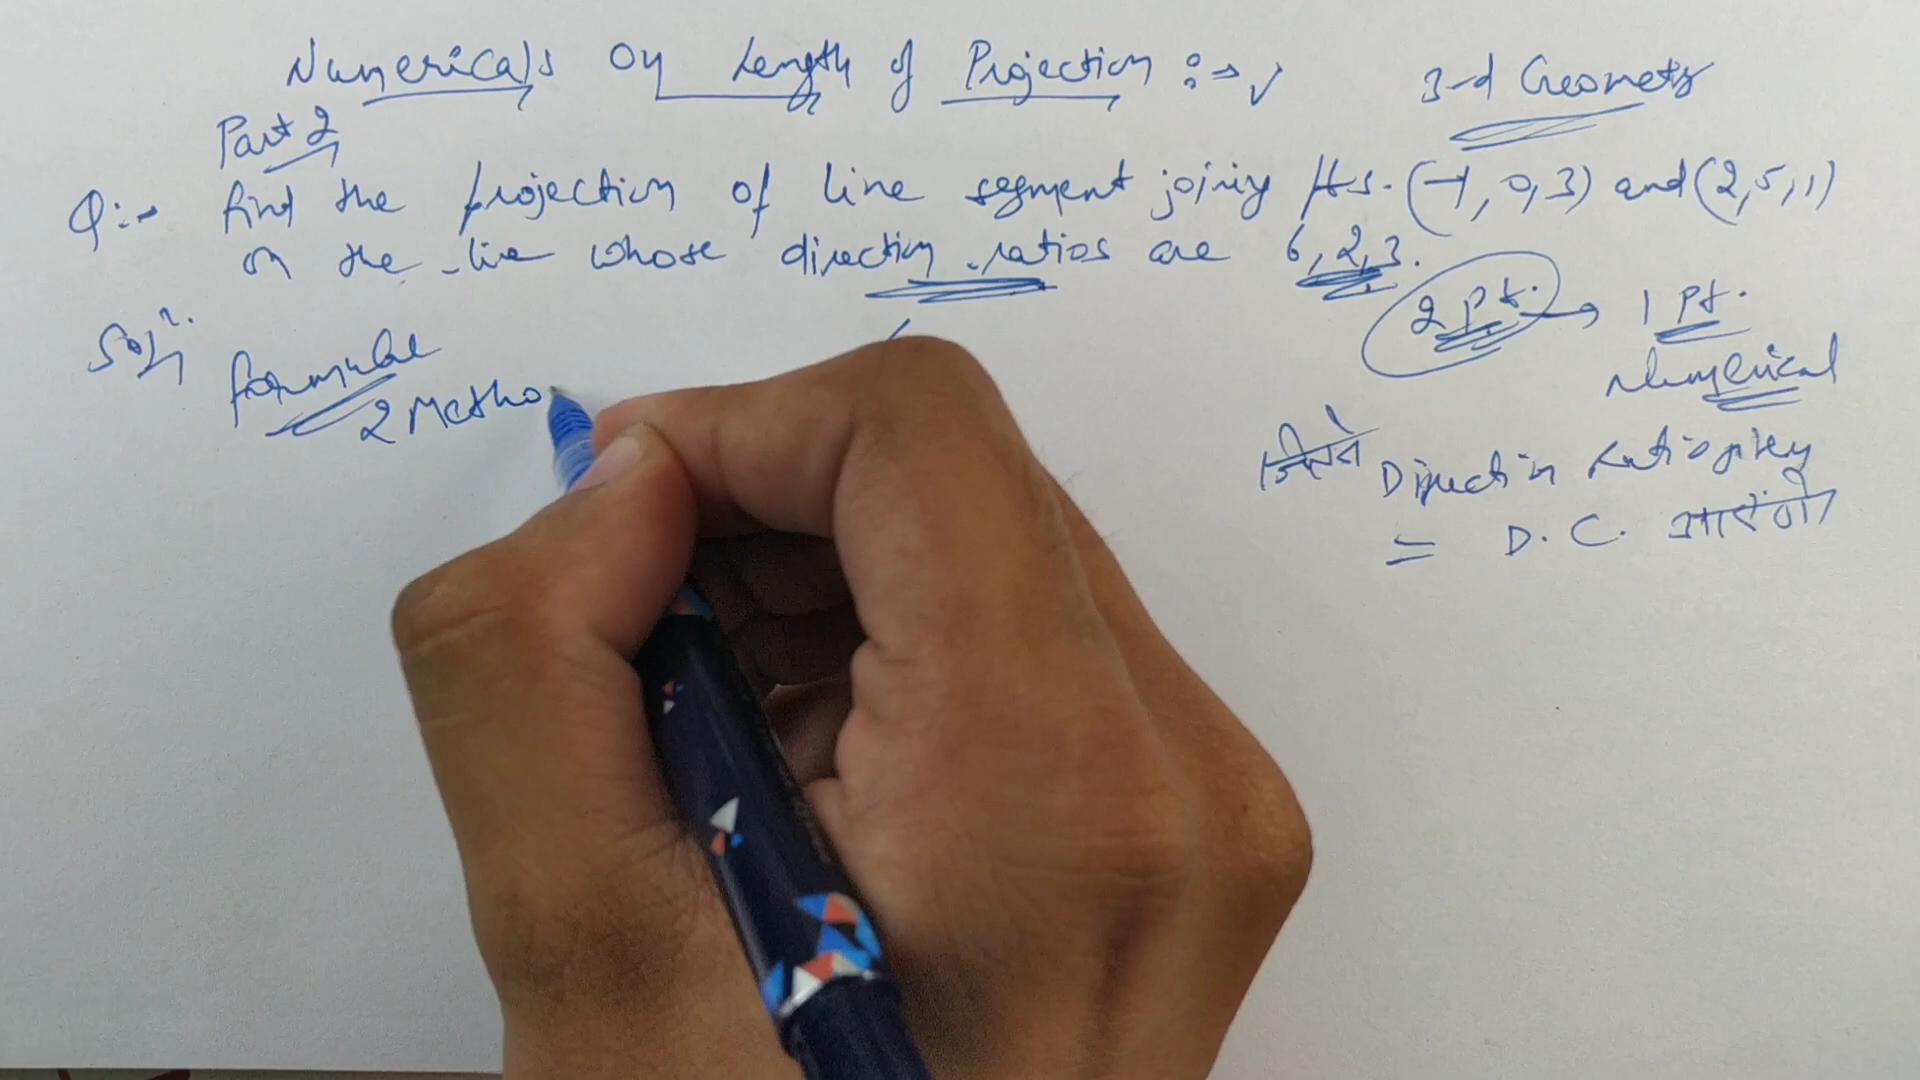 Numericals on Length of Projection :→ ✓
3-d Geometry
Part 2
Q:→ find the projection of line segment joining pts. (-1, 0, 3) and (2, 5, 1)
on the line whose direction ratios are 6, 2, 3.
2 pt. → 1 pt.
Numerical
Solⁿ.
formulae
2 Metho
Direction ratio
= D. C.